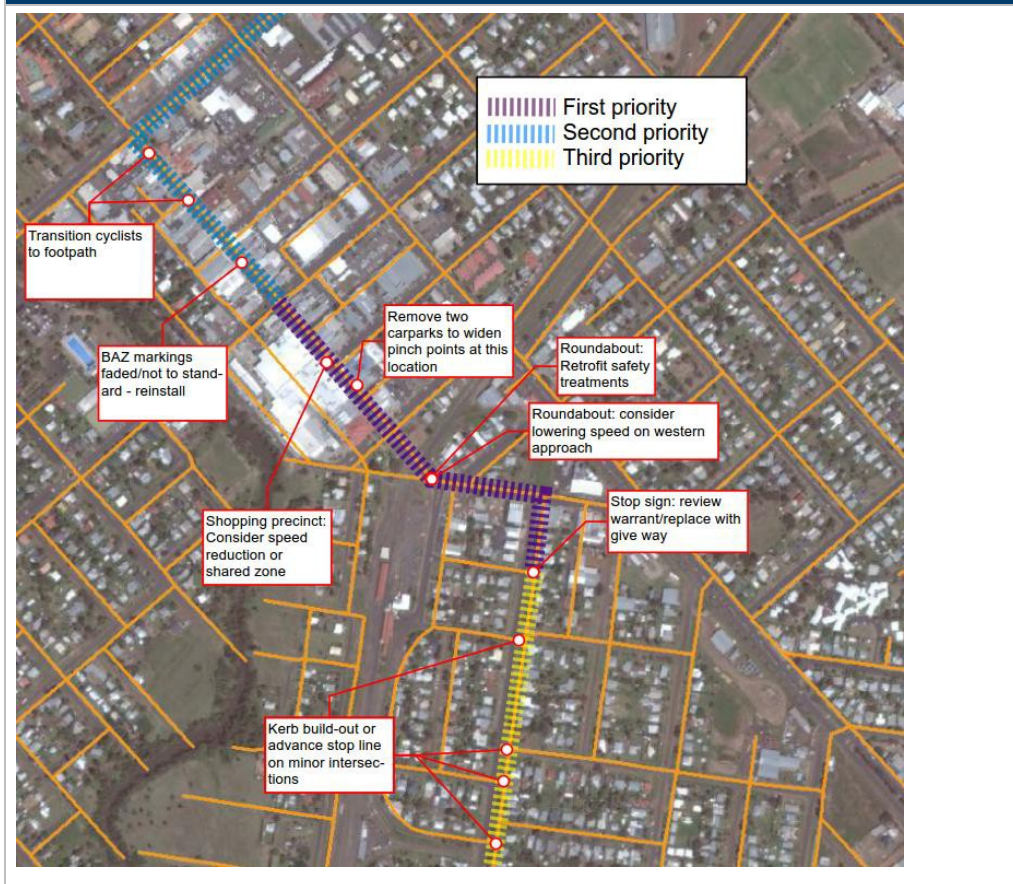 First priority
Second priority
Third priority
Transition cyclists
to footpath
BAZ markings
faded/not to stand-
ard - reinstall
Remove two
carparks to widen
pinch points at this
location
Roundabout:
Retrofit safety
treatments
Roundabout: consider
lowering speed on western
approach
Shopping precinct:
Consider speed
reduction or
shared zone
Stop sign: review
warrant/replace with
give way
Kerb build-out or
advance stop line
on minor intersec-
tions